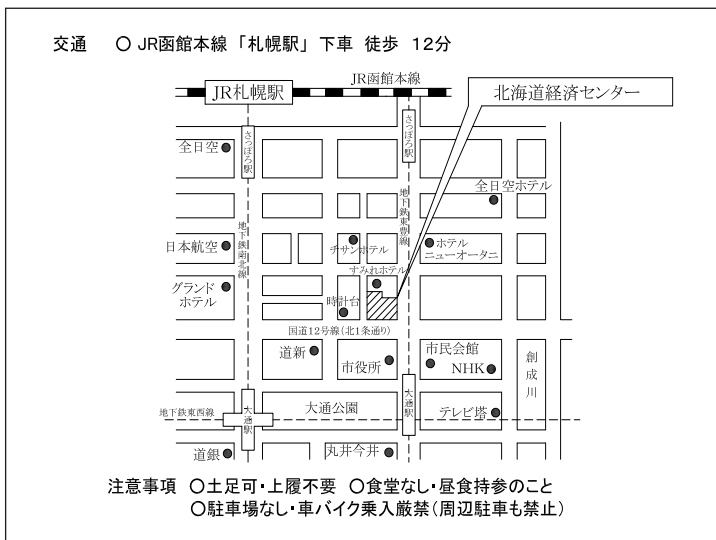 交通 ○ JR函館本線 「札幌駅」 下車 徒歩 12分
JR函館本線
JR札幌駅
北海道経済センター
さっぽろ駅
さっぽろ駅
全日空
全日空ホテル
地下鉄東豊線
地下鉄南北線
日本航空
チサンホテル
ホテル
ニューオータニ
すみれホテル
グランド
ホテル
時計台
国道12号線(北1条通り)
道新
市役所
市民会館
NHK
創成川
地下鉄東西線
大通駅
大通公園
大通駅
テレビ塔
道銀
丸井今井
注意事項 ○土足可・上履不要 ○食堂なし・昼食持参のこと
○駐車場なし・車バイク乗入厳禁(周辺駐車も禁止)